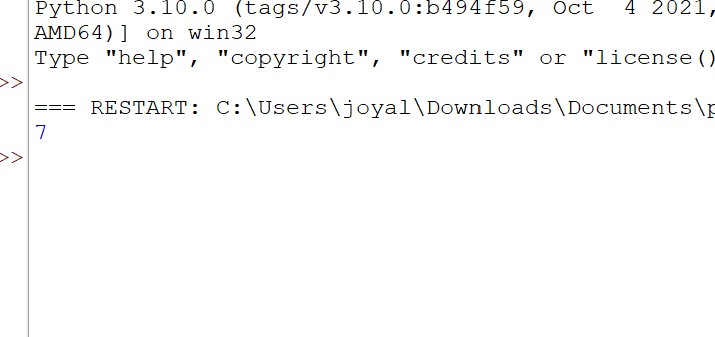 Python 3.10.0 (tags/v3.10.0:b494f59, Oct  4 2021,
AMD64)] on win32
Type "help", "copyright", "credits" or "license()
>>
=== RESTART: C:\Users\joyal\Downloads\Documents\p
7
>>